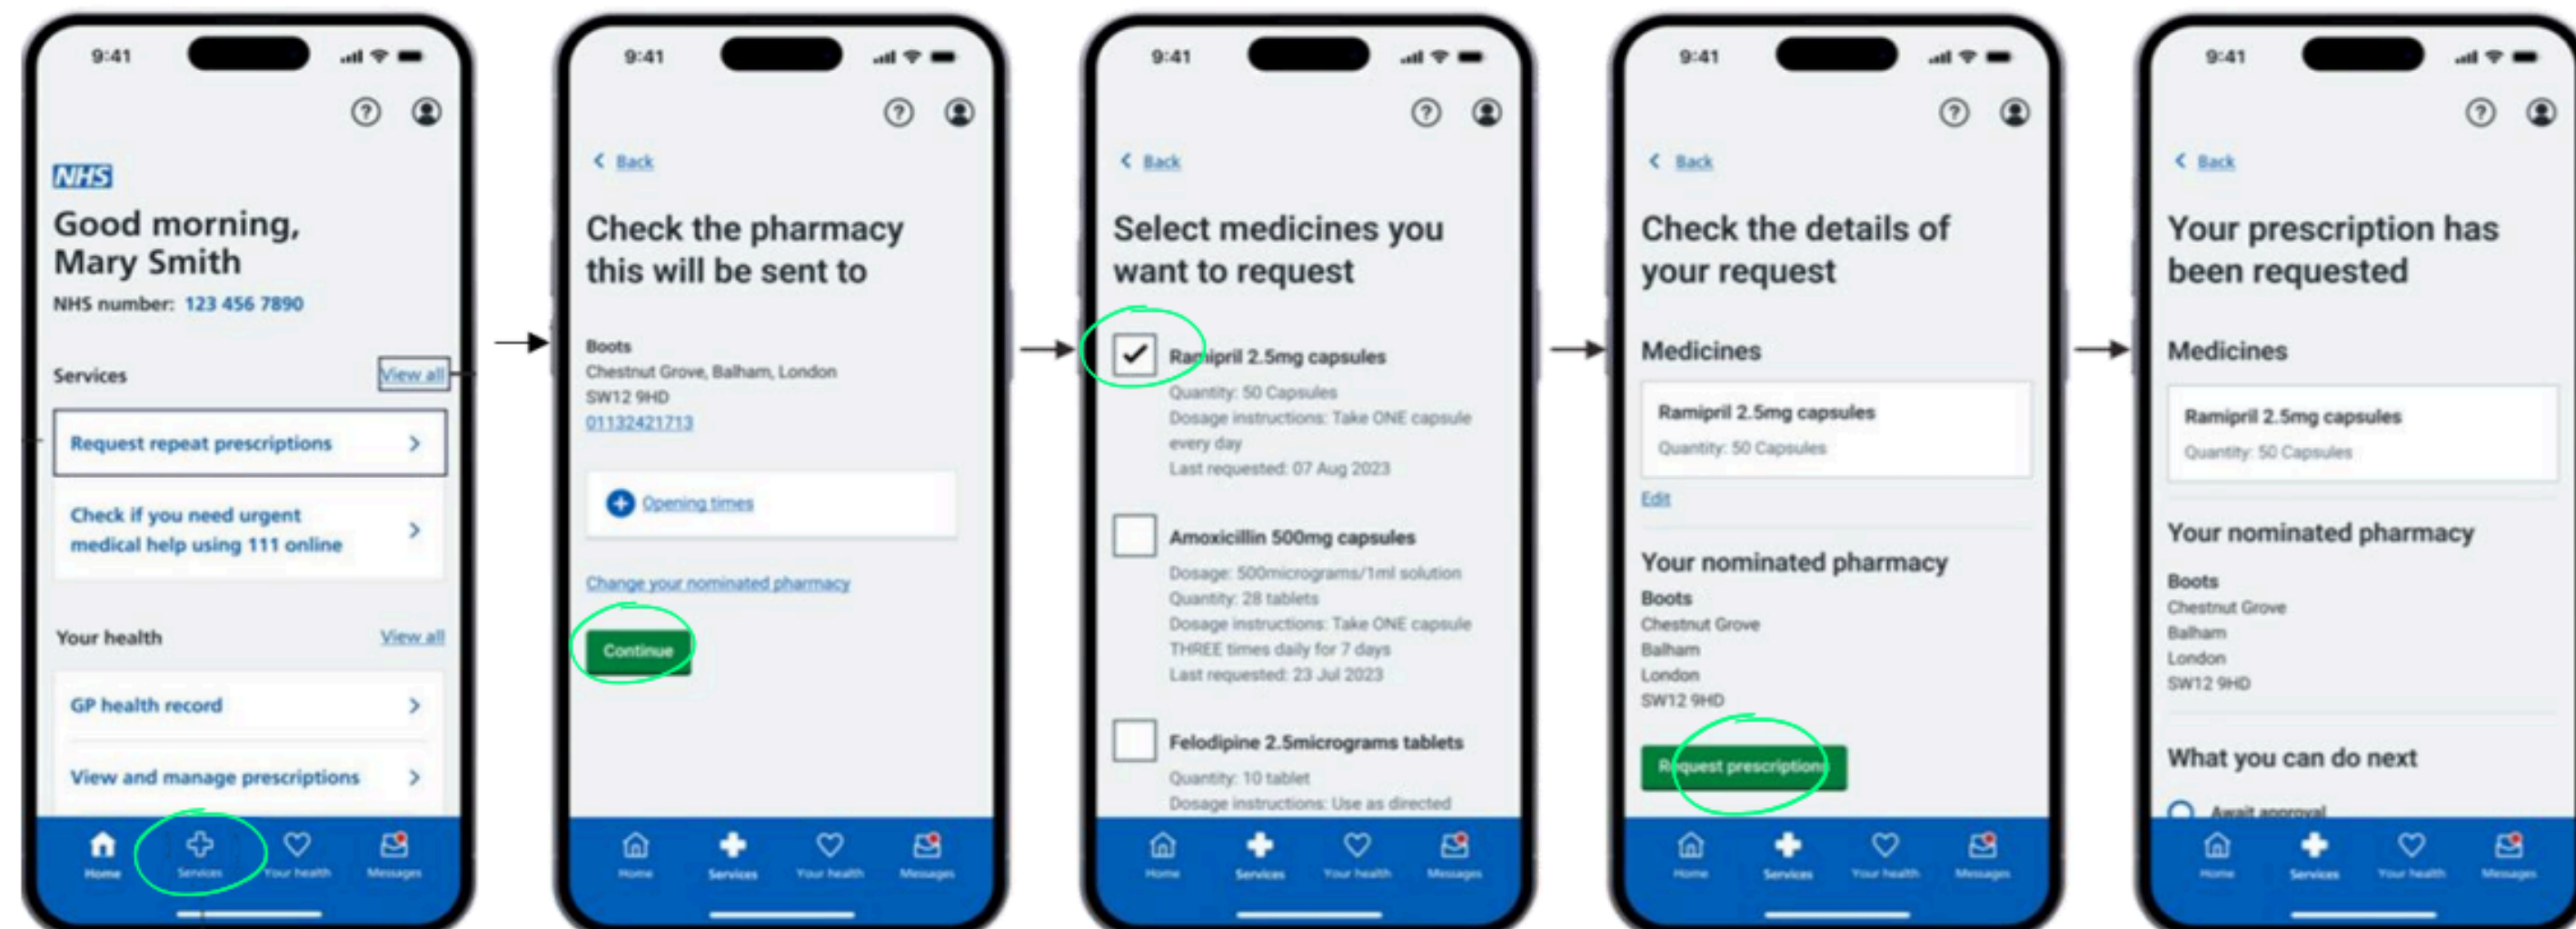 9:41
NHS
Good morning,
Mary Smith
NHS number: 123 456 7890
Services
View all
Request repeat prescriptions
Check if you need urgent
medical help using 111 online
Your health
View all
GP health record
View and manage prescriptions
Home
Services
Your health
Messages
9:41
Back
Check the pharmacy
this will be sent to
Boots
Chestnut Grove, Balham, London
SW12 9HD
01132421713
Opening times
Change your nominated pharmacy
Continue
Home
Services
Your health
Messages
9:41
Back
Select medicines you
want to request
Ramipril 2.5mg capsules
Quantity: 50 Capsules
Dosage instructions: Take ONE capsule
every day
Last requested: 07 Aug 2023
Amoxicillin 500mg capsules
Dosage: 500micrograms/1ml solution
Quantity: 28 tablets
Dosage instructions: Take ONE capsule
THREE times daily for 7 days
Last requested: 23 Jul 2023
Felodipine 2.5micrograms tablets
Quantity: 10 tablet
Dosage instructions: Use as directed
Home
Services
Your health
Messages
9:41
Back
Check the details of
your request
Medicines
Ramipril 2.5mg capsules
Quantity: 50 Capsules
Edit
Your nominated pharmacy
Boots
Chestnut Grove
Balham
London
SW12 9HD
Request prescriptions
Home
Services
Your health
Messages
9:41
Back
Your prescription has
been requested
Medicines
Ramipril 2.5mg capsules
Quantity: 50 Capsules
Your nominated pharmacy
Boots
Chestnut Grove
Balham
London
SW12 9HD
What you can do next
Await approval
Home
Services
Your health
Messages